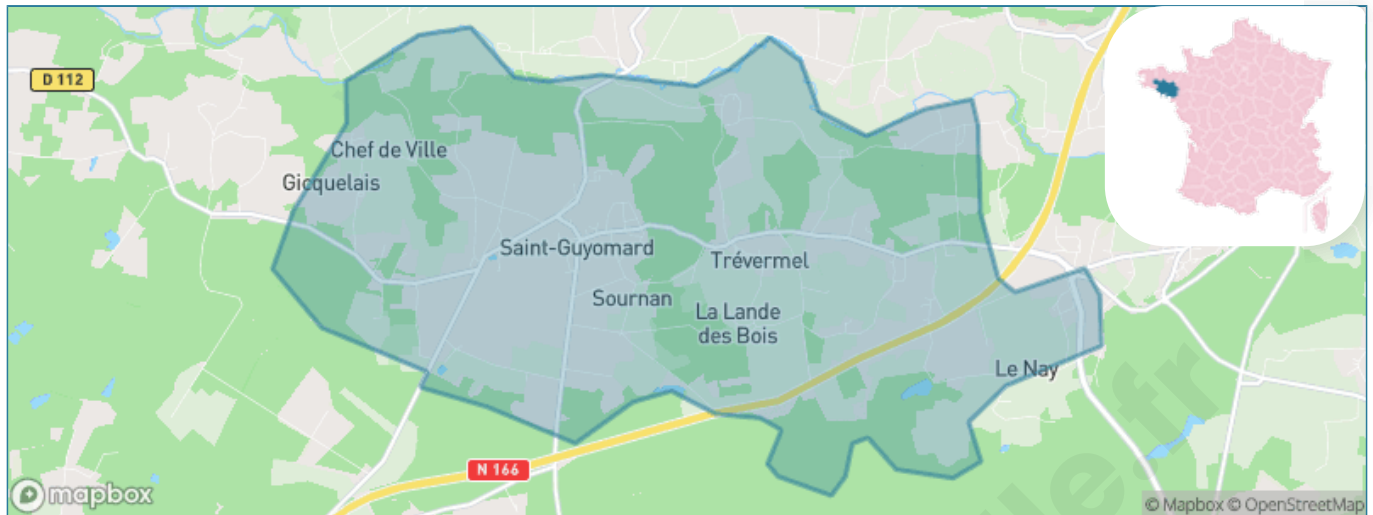 D 112
Chef de Ville
Gicquelais
Saint-Guyomard
Trévermel
Sournan
La Lande
des Bois
Le Nay
N 166
mapbox
© Mapbox © OpenStreetMap